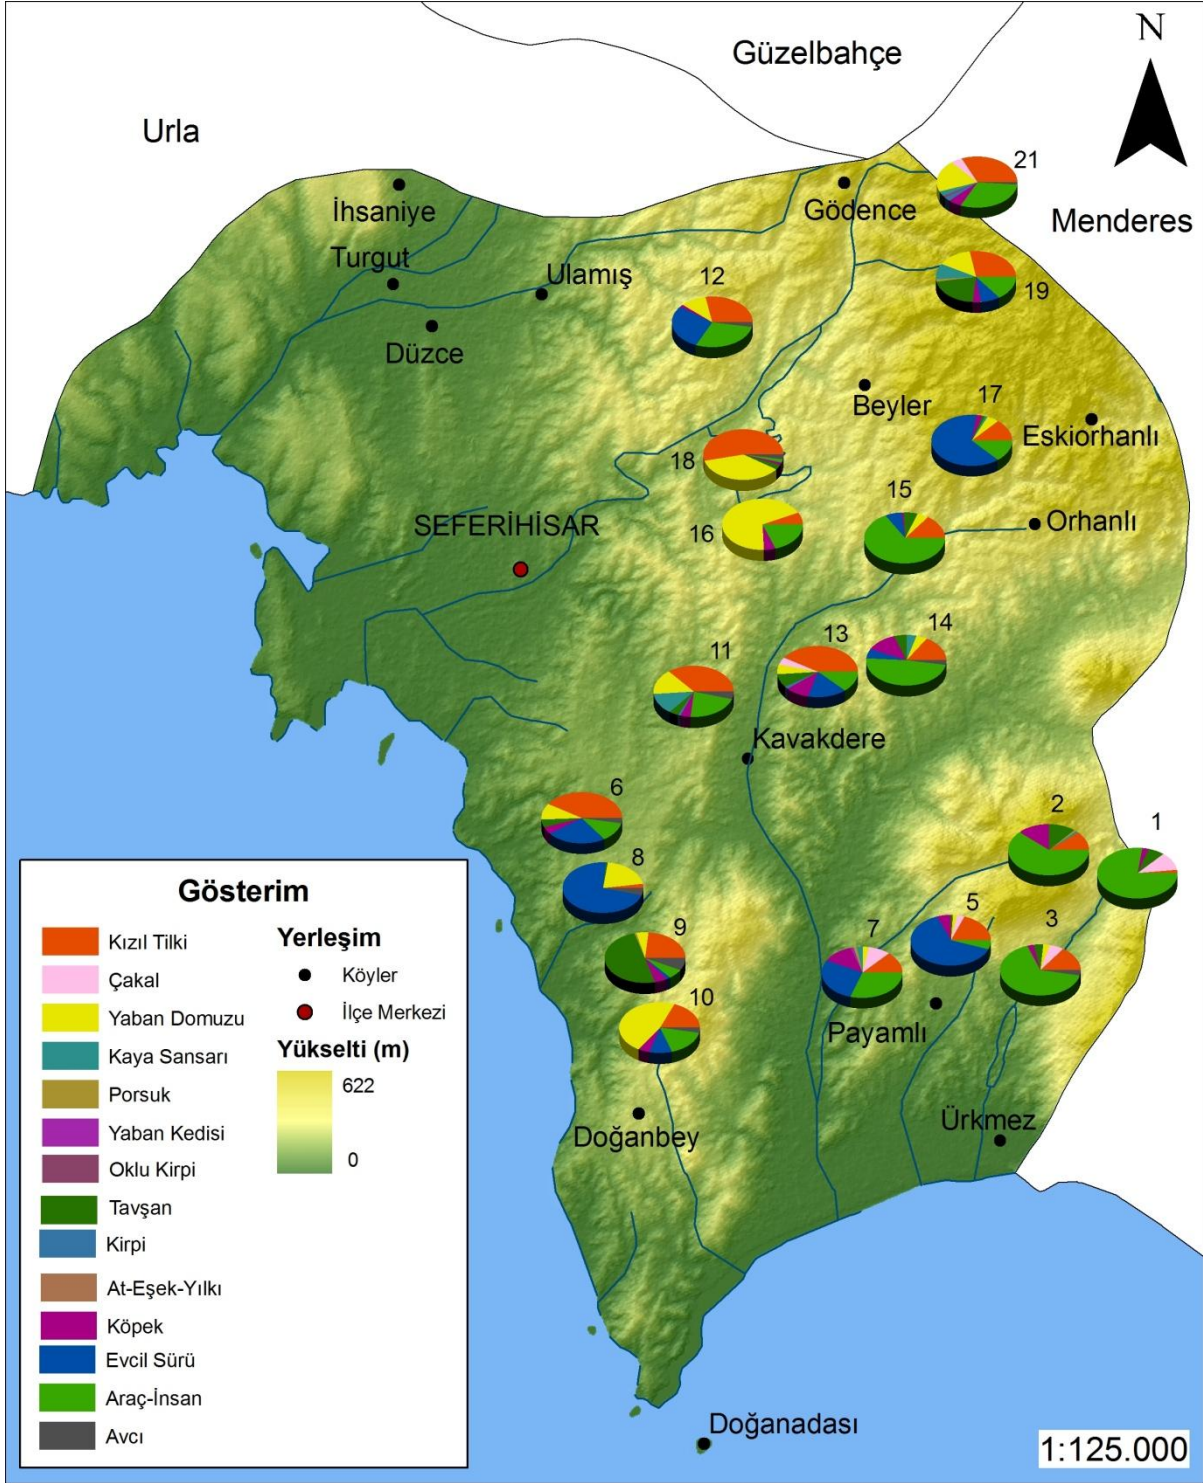 Güzelbahçe
N
Urla
21
İhsaniye
Gödence
Menderes
Turgut
Ulamış
12
19
Düzce
Beyler
17
Eskiorhanlı
18
15
SEFERİHİSAR
16
Orhanlı
11
13
14
Kavakdere
6
2
1
8
9
7
5
3
10
Payamlı
Doğanbey
Ürkmez
Gösterim
Kızıl Tilki
Çakal
Yaban Domuzu
Kaya Sansarı
Porsuk
Yaban Kedisi
Oklu Kirpi
Tavşan
Kirpi
At-Eşek-Yılkı
Köpek
Evcil Sürü
Araç-İnsan
Avcı
Yerleşim
Köyler
İlçe Merkezi
Yükselti (m)
622
0
Doğanadası
1:125.000